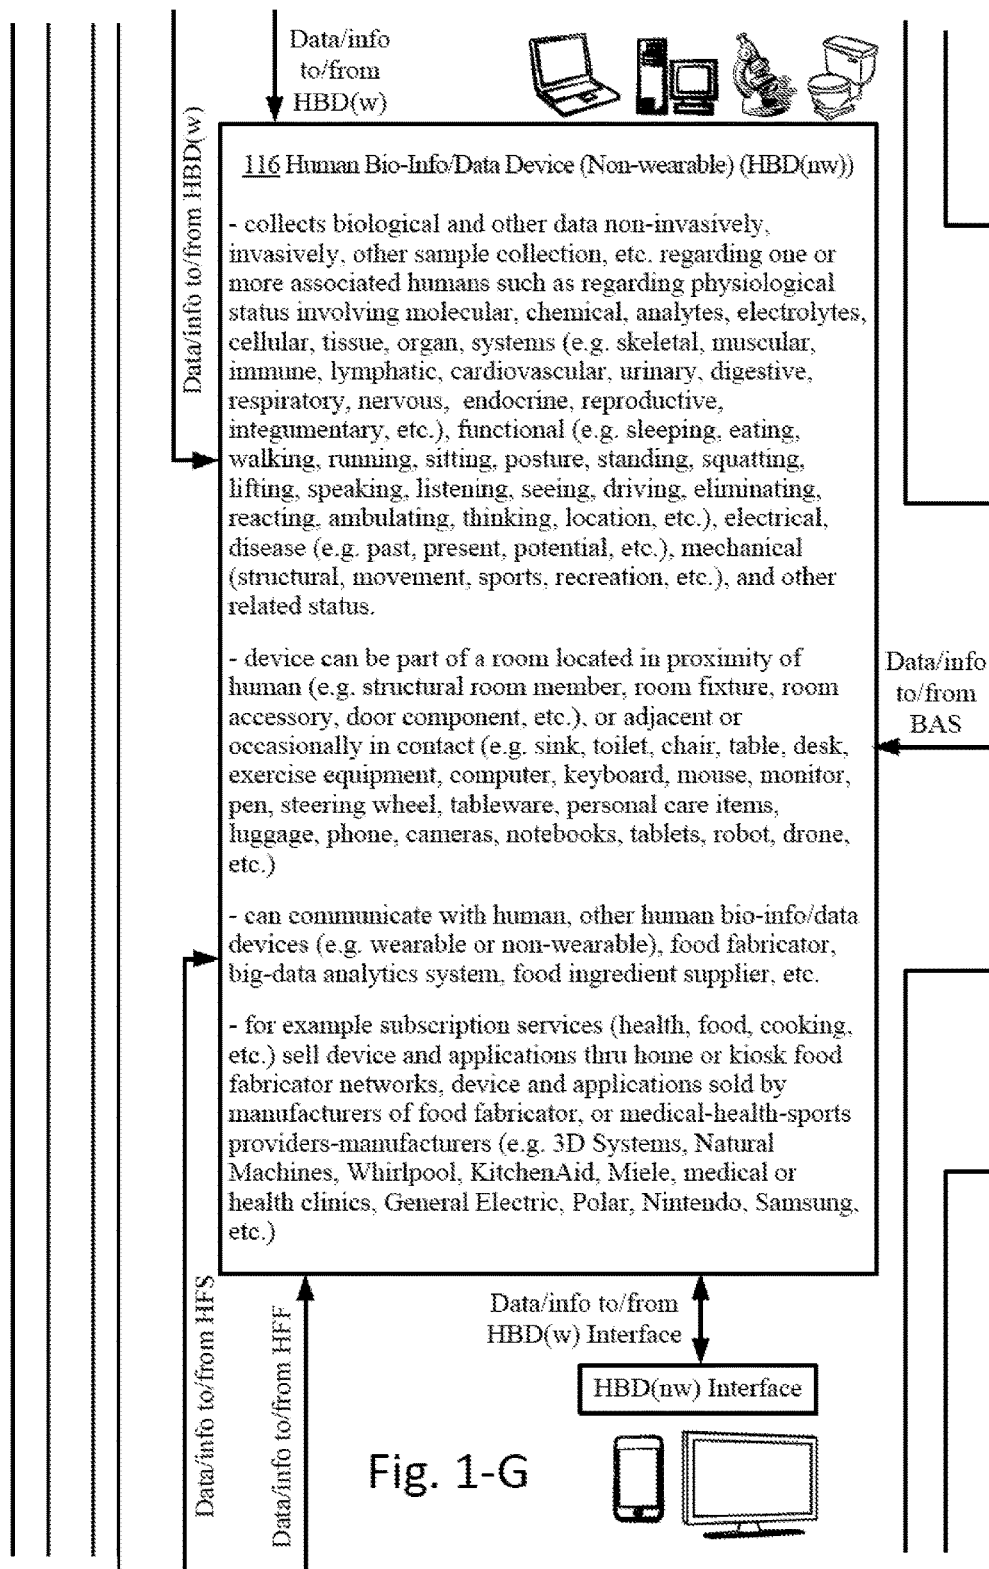 Data/info
to/from
HBD(w)
Data/info to/from HBD(w)
116 Human Bio-Info/Data Device (Non-wearable) (HBD(nw))
- collects biological and other data non-invasively,
invasively, other sample collection, etc. regarding one or
more associated humans such as regarding physiological
status involving molecular, chemical, analytes, electrolytes,
cellular, tissue, organ, systems (e.g. skeletal, muscular,
immune, lymphatic, cardiovascular, urinary, digestive,
respiratory, nervous, endocrine, reproductive,
integumentary, etc.), functional (e.g. sleeping, eating,
walking, running, sitting, posture, standing, squatting,
lifting, speaking, listening, seeing, driving, eliminating,
reacting, ambulating, thinking, location, etc.), electrical,
disease (e.g. past, present, potential, etc.), mechanical
(structural, movement, sports, recreation, etc.), and other
related status.
- device can be part of a room located in proximity of
human (e.g. structural room member, room fixture, room
accessory, door component, etc.), or adjacent or
occasionally in contact (e.g. sink, toilet, chair, table, desk,
exercise equipment, computer, keyboard, mouse, monitor,
pen, steering wheel, tableware, personal care items,
luggage, phone, cameras, notebooks, tablets, robot, drone,
etc.)
Data/info
to/from
BAS
- can communicate with human, other human bio-info/data
devices (e.g. wearable or non-wearable), food fabricator,
big-data analytics system, food ingredient supplier, etc.
- for example subscription services (health, food, cooking,
etc.) sell device and applications thru home or kiosk food
fabricator networks, device and applications sold by
manufacturers of food fabricator, or medical-health-sports
providers-manufacturers (e.g. 3D Systems, Natural
Machines, Whirlpool, KitchenAid, Miele, medical or
health clinics, General Electric, Polar, Nintendo, Samsung,
etc.)
Data/info to/from HFS
Data/info to/from HFF
Data/info to/from
HBD(w) Interface
HBD(nw) Interface
Fig. 1-G